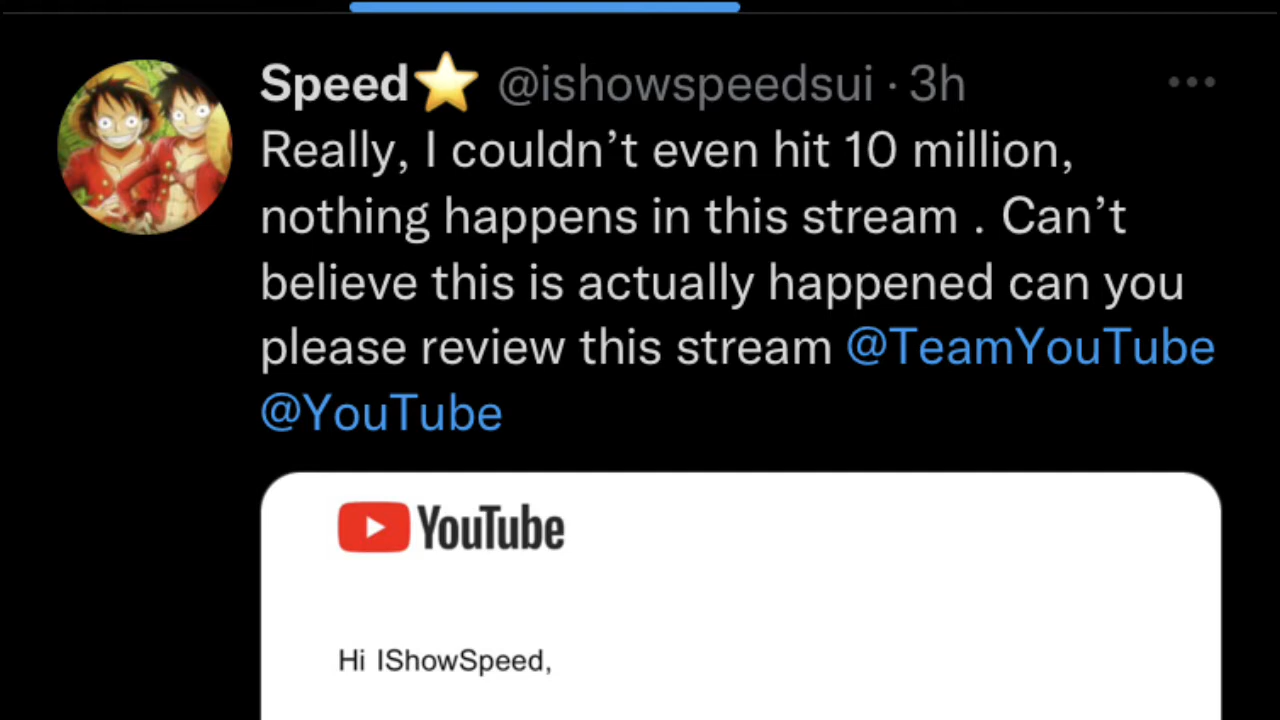 Speed⭐ @ishowspeedsui · 3h
Really, I couldn’t even hit 10 million,
nothing happens in this stream . Can’t
believe this is actually happened can you
please review this stream @TeamYouTube
@YouTube
YouTube
Hi IShowSpeed,